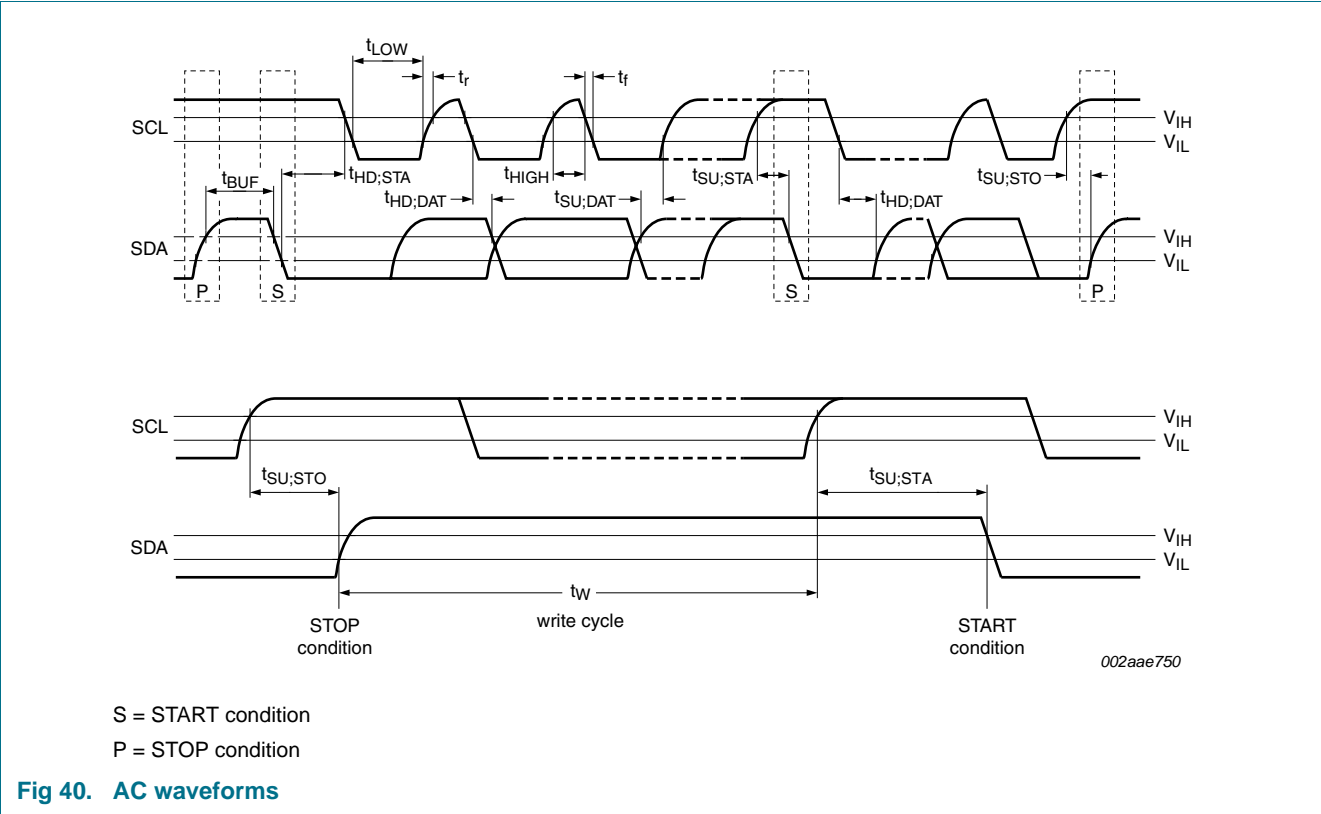 tLOW
tr
tf
SCL
VIH
VIL
tBUF
tHD;STA
tHD;DAT
tHIGH
tSU;DAT
tSU;STA
tHD;DAT
tSU;STO
SDA
VIH
VIL
P
S
S
P
SCL
VIH
VIL
tSU;STO
tSU;STA
SDA
VIH
VIL
tW
write cycle
STOP
condition
START
condition
002aae750
S = START condition
P = STOP condition
Fig 40. AC waveforms